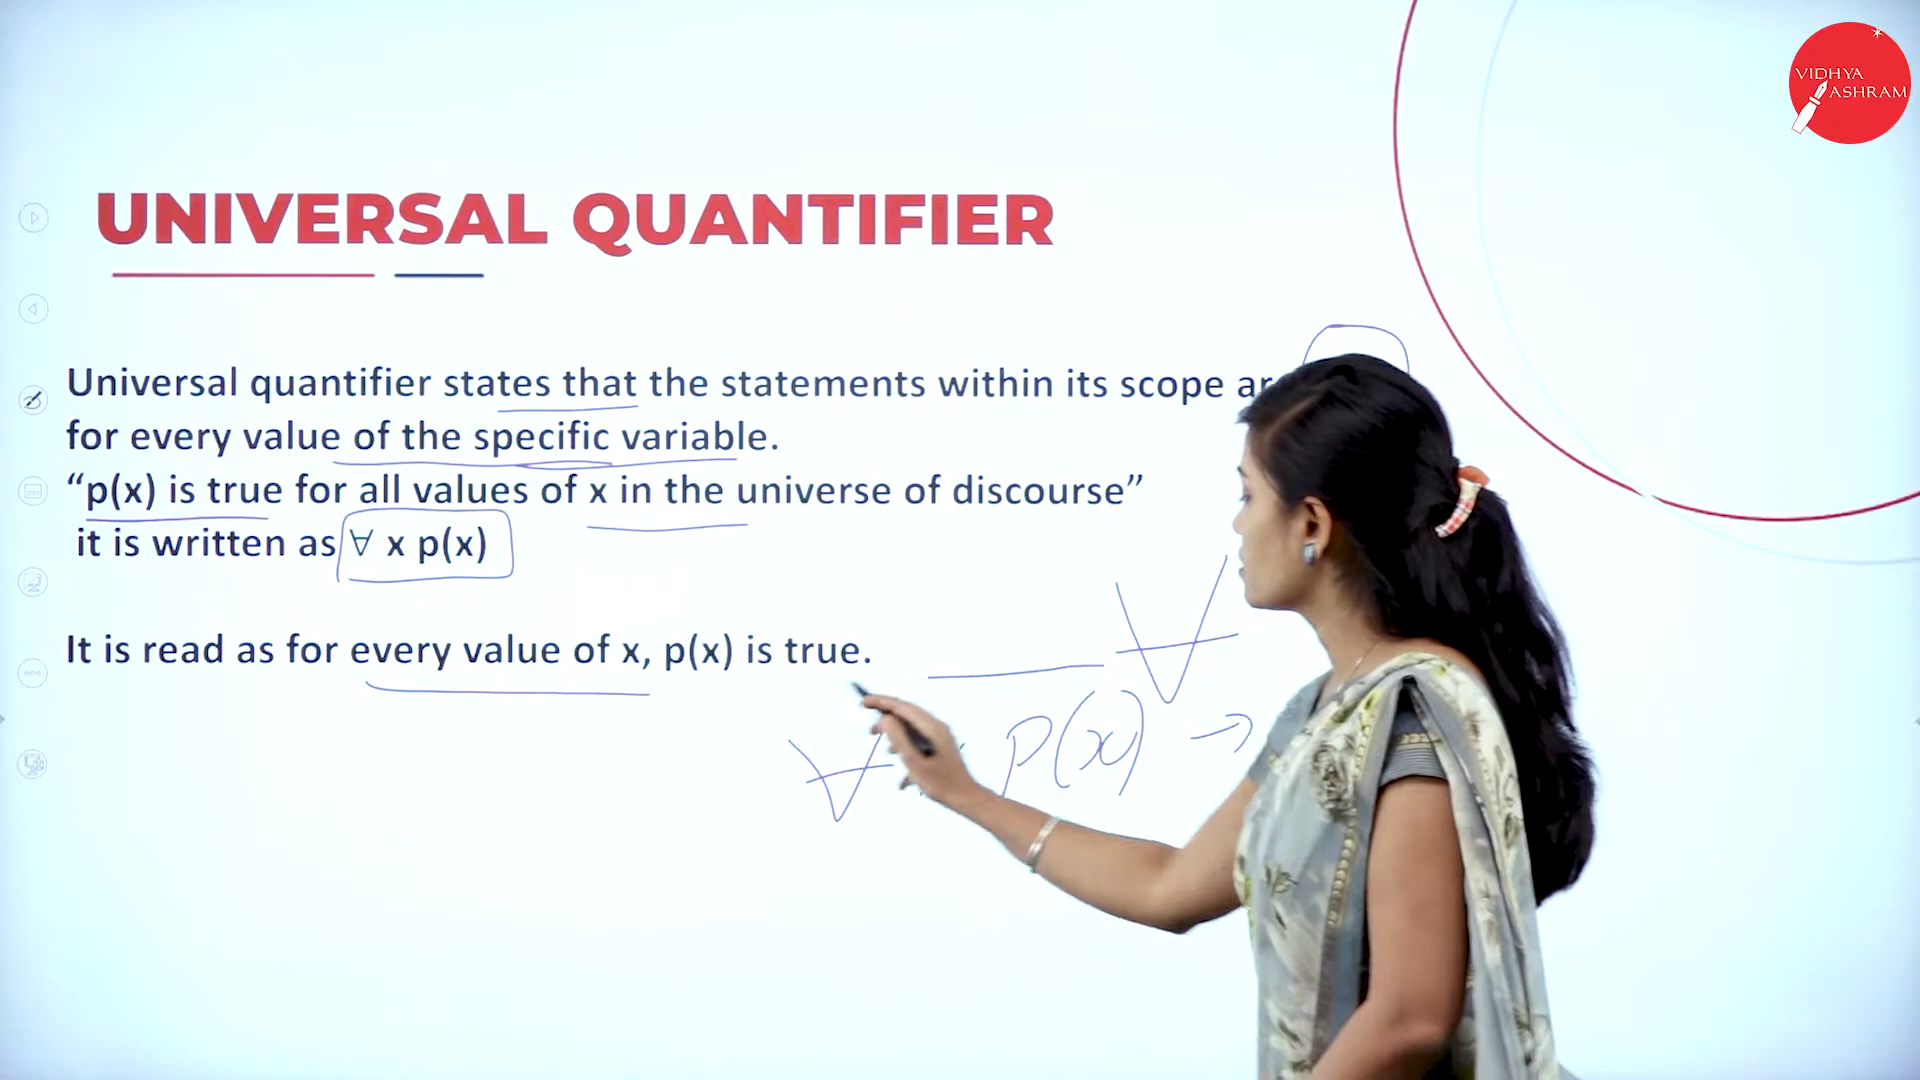 VIDHYA
ASHRAM
UNIVERSAL QUANTIFIER
Universal quantifier states that the statements within its scope
for every value of the specific variable.
“p(x) is true for all values of x in the universe of discourse”
it is written as ∀ x p(x)
It is read as for every value of x, p(x) is true.
∀
∀ P(x) →